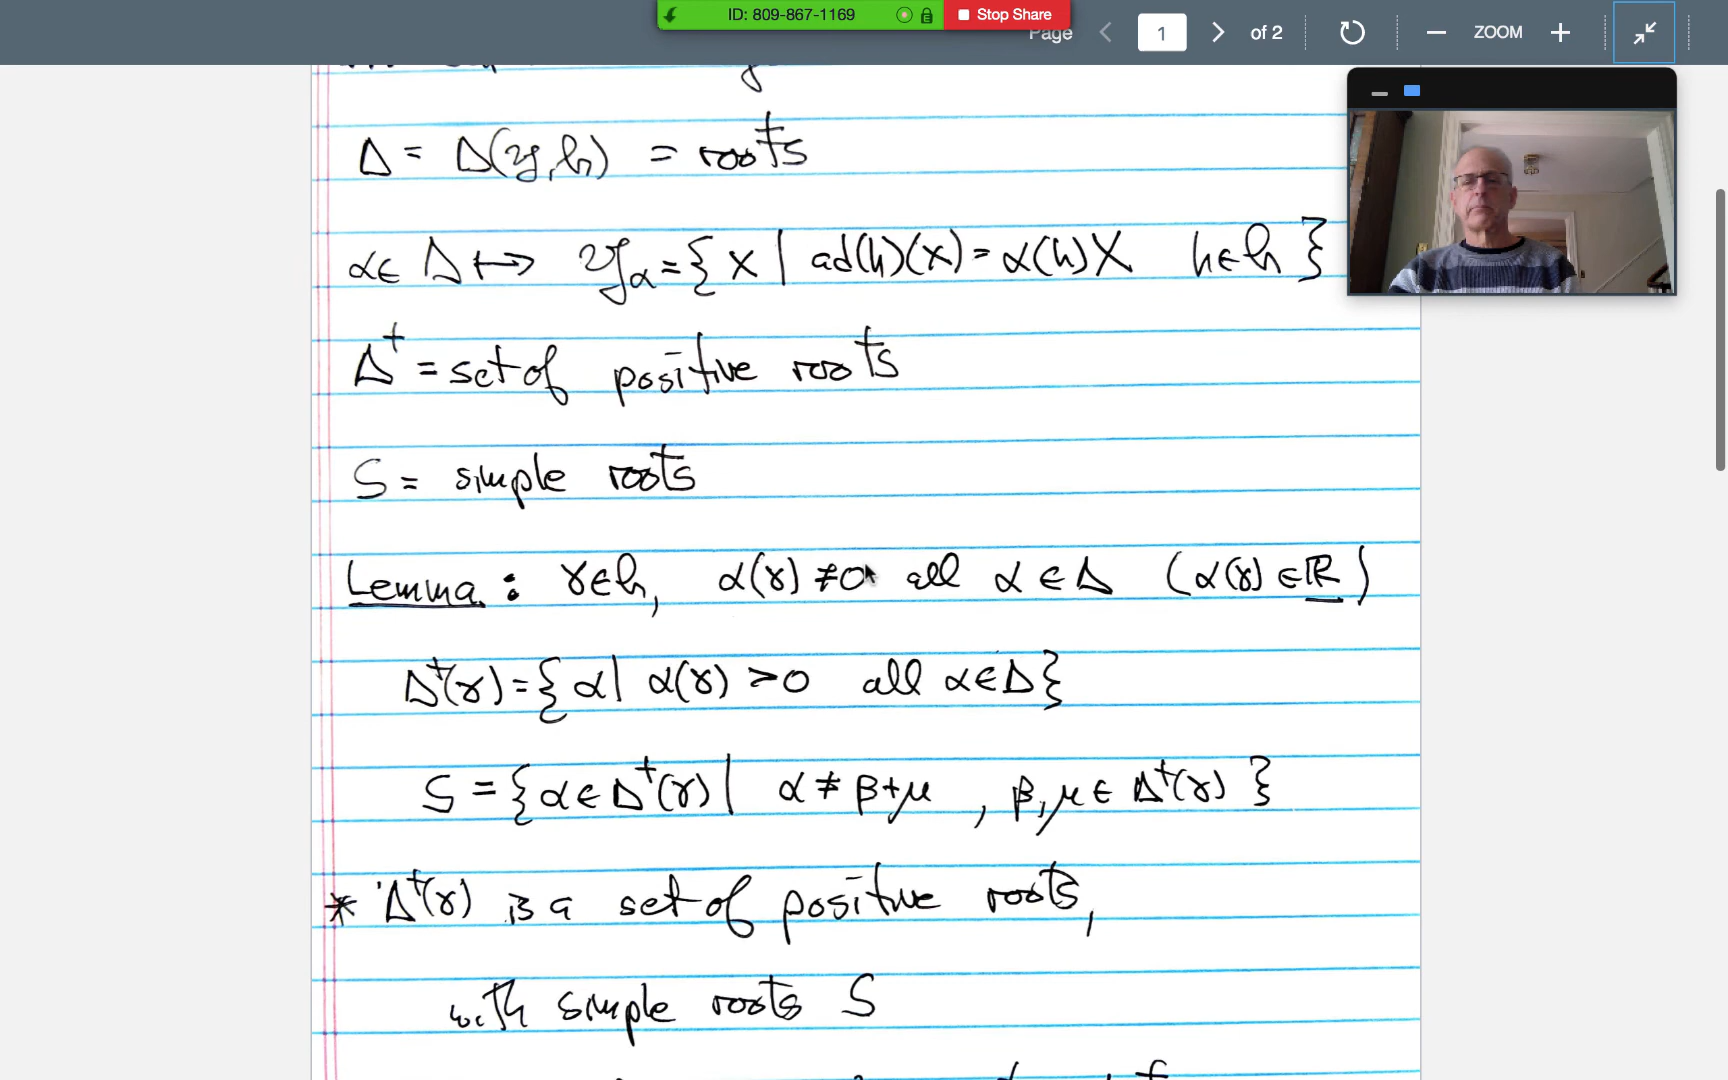 ID: 809-867-1169 Stop Share
Page 1 of 2 ZOOM
Δ = Δ(𝔤,𝔥) = roots
α∈ Δ ↦ 𝔤_α = { X | ad(h)(X) = α(h)X h∈𝔥 }
Δ⁺ = set of positive roots
S = simple roots
Lemma : γ∈𝔥, α(γ) ≠0 all α ∈ Δ (α(γ) ∈ ℝ )
Δ⁺(γ) = { α | α(γ) >0 all α∈Δ}
S = { α∈ Δ⁺(γ) | α ≠ β+μ , β,μ ∈ Δ⁺(γ) }
* Δ⁺(γ) is a set of positive roots,
with simple roots S